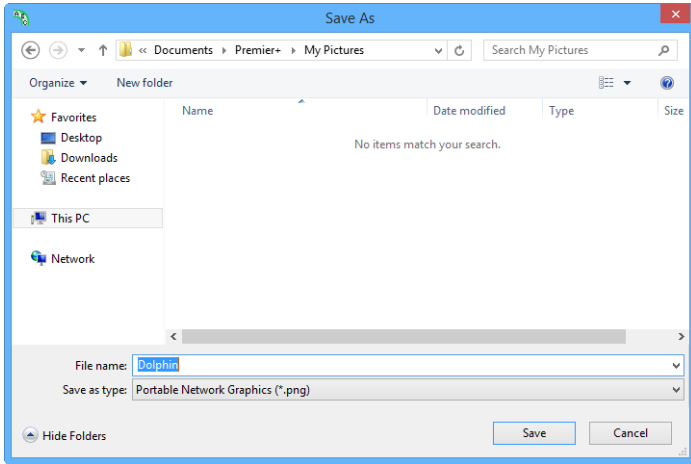 Save As
« Documents Premier+ My Pictures Search My Pictures
Organize New folder
Name Date modified Type Size
No items match your search.
Favorites
Desktop
Downloads
Recent places
This PC
Network
File name: Dolphin
Save as type: Portable Network Graphics (*.png)
Hide Folders Save Cancel